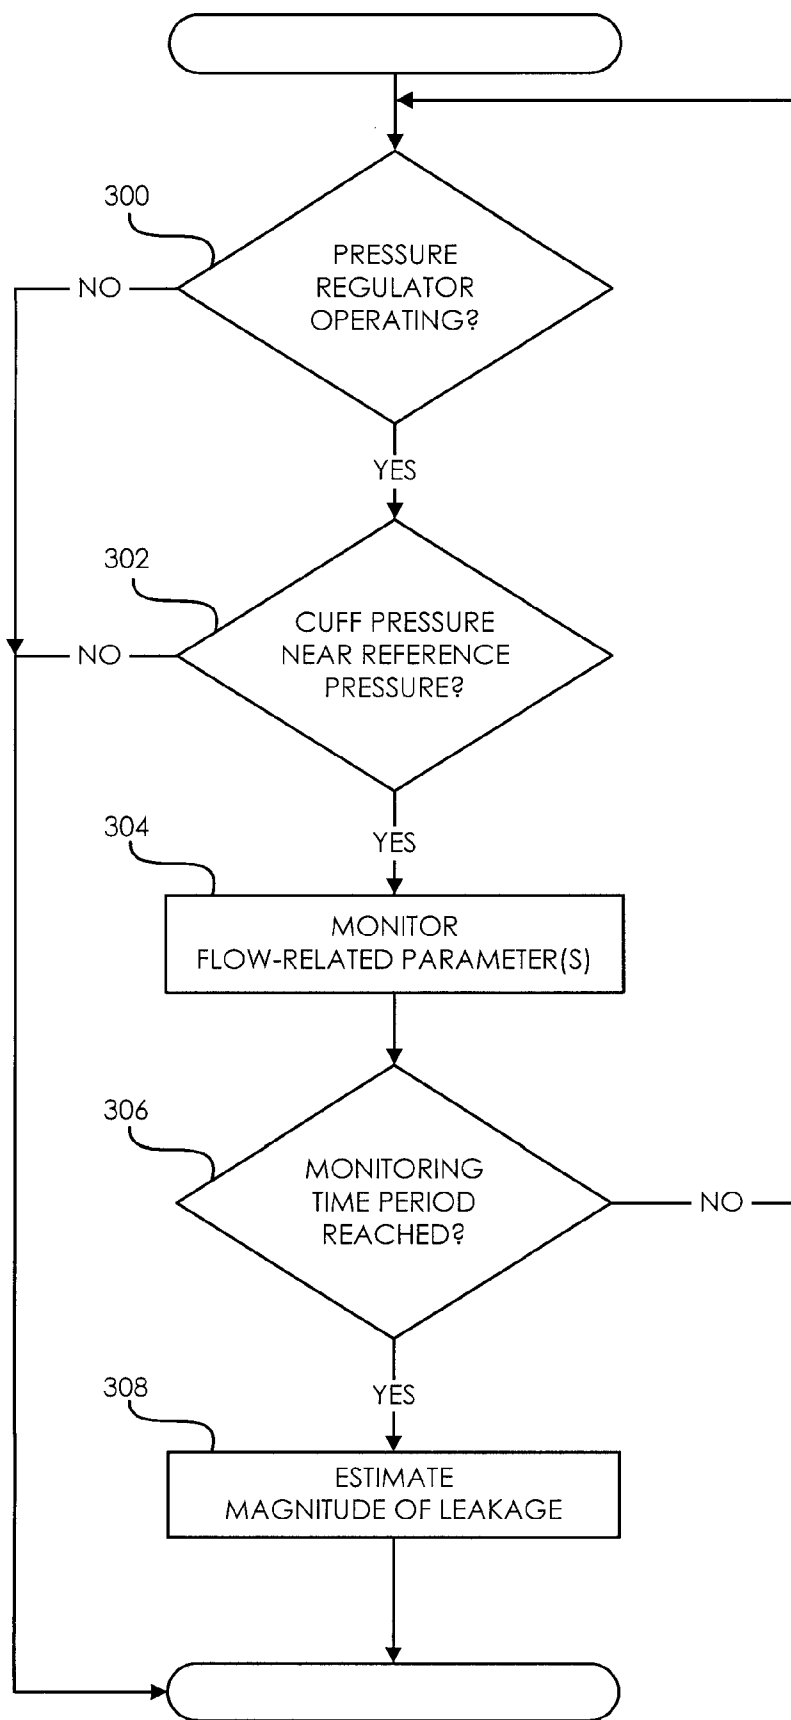 300
PRESSURE
REGULATOR
OPERATING?
NO
YES
302
CUFF PRESSURE
NEAR REFERENCE
PRESSURE?
NO
YES
304
MONITOR
FLOW-RELATED PARAMETER(S)
306
MONITORING
TIME PERIOD
REACHED?
NO
YES
308
ESTIMATE
MAGNITUDE OF LEAKAGE